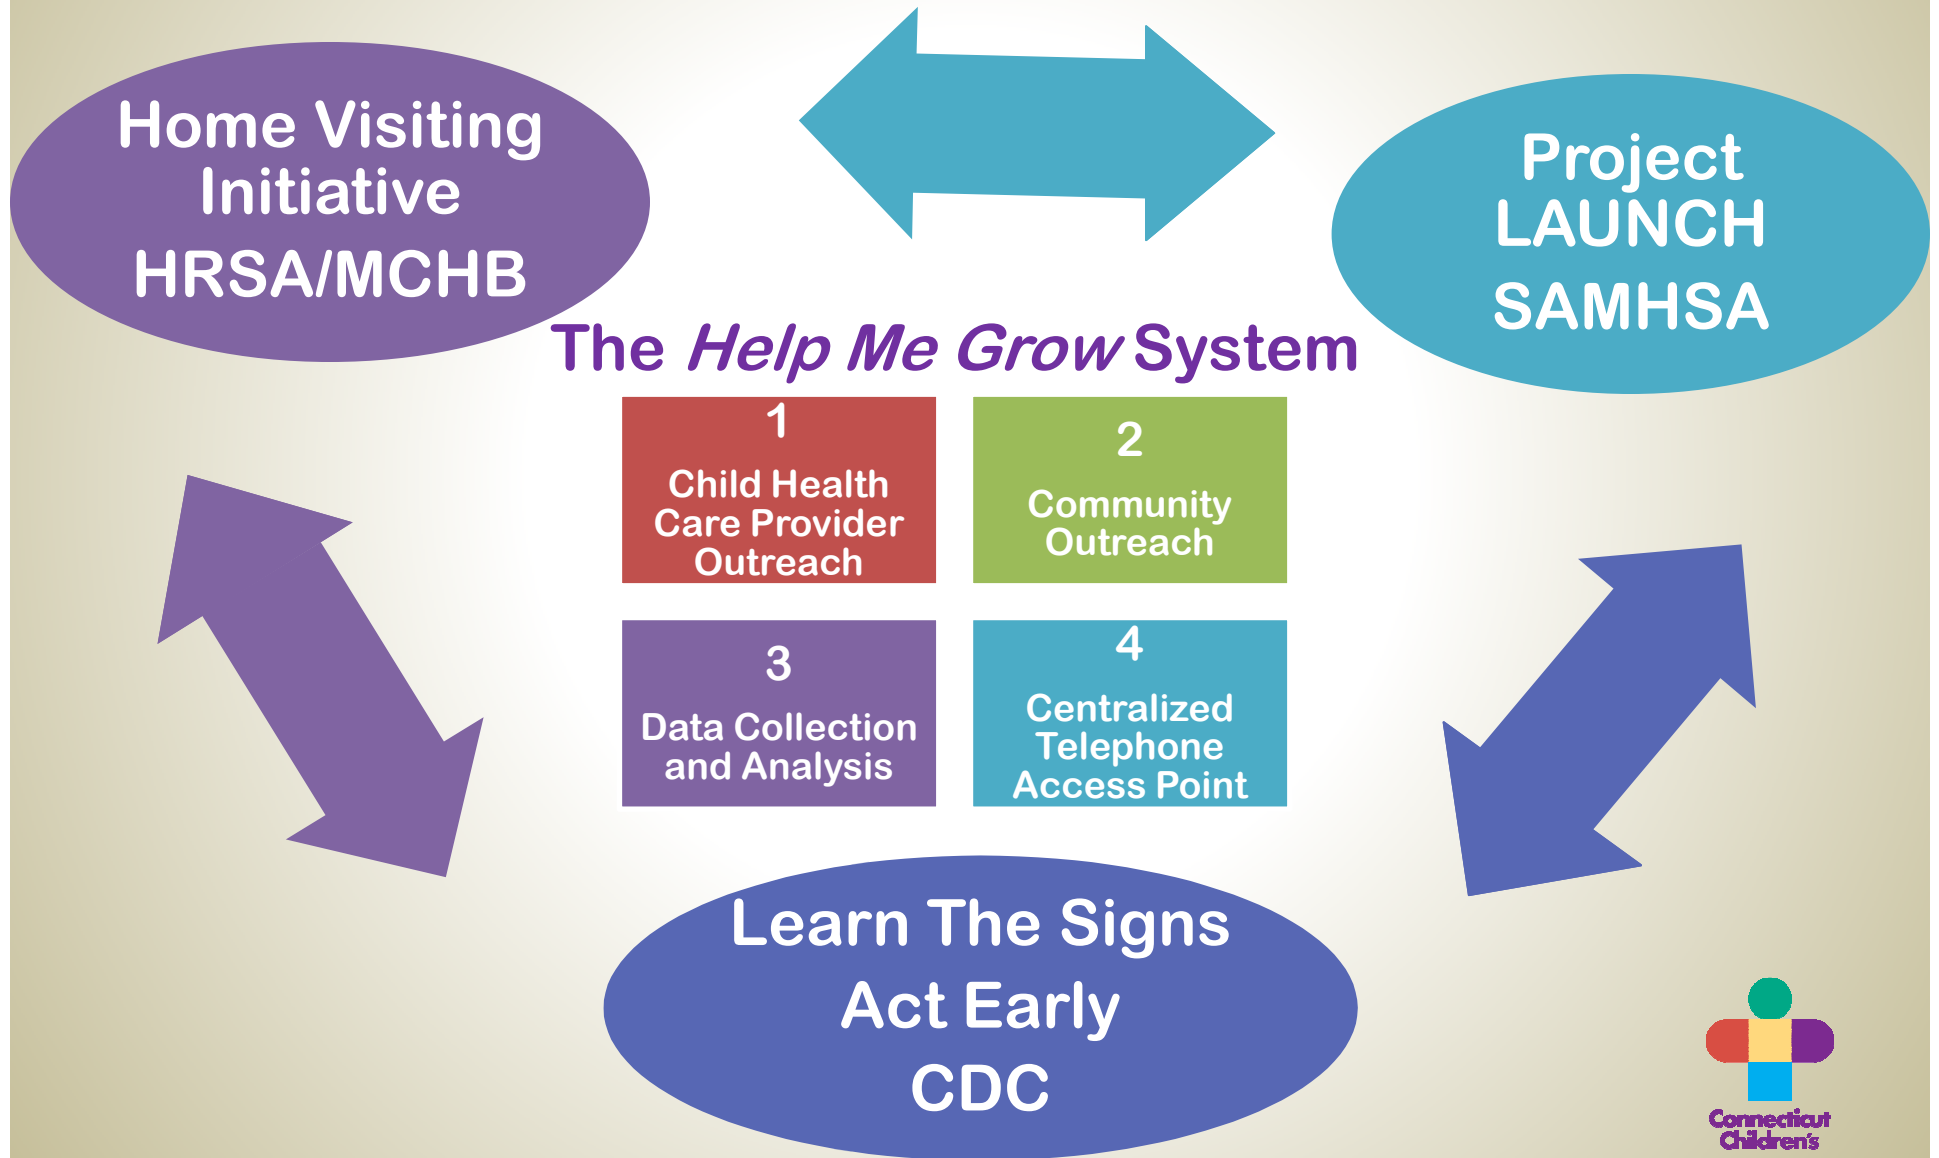 Home Visiting
Initiative
HRSA/MCHB
Project
LAUNCH
SAMHSA
The Help Me Grow System
1
Child Health
Care Provider
Outreach
2
Community
Outreach
3
Data Collection
and Analysis
4
Centralized
Telephone
Access Point
Learn The Signs
Act Early
CDC
Connecticut
Children's